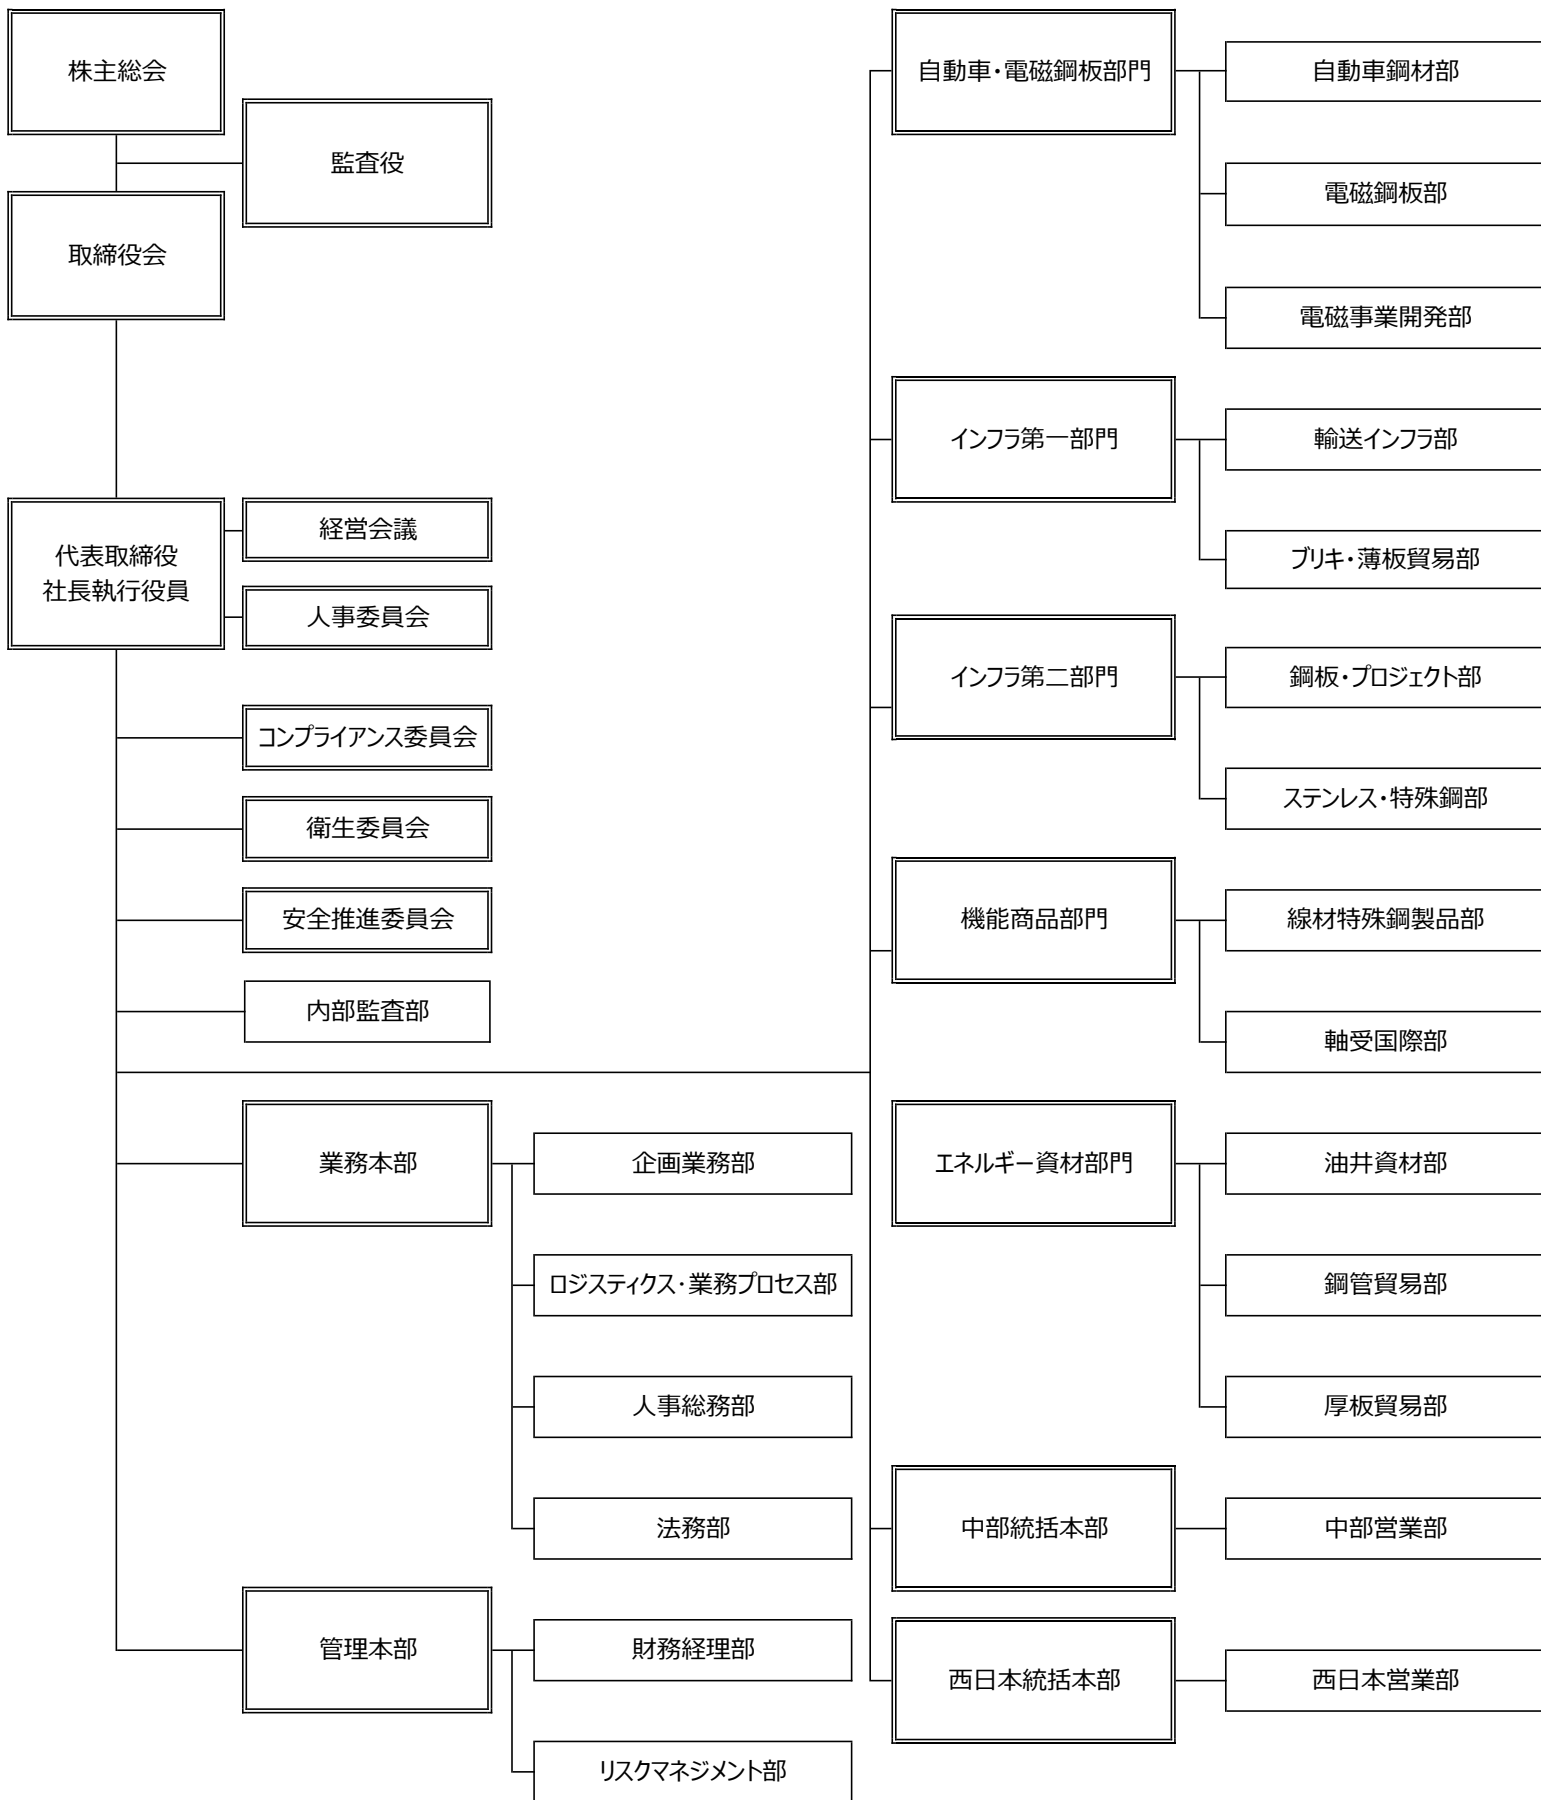 株主総会
監査役
取締役会
代表取締役
社長執行役員
経営会議
人事委員会
コンプライアンス委員会
衛生委員会
安全推進委員会
内部監査部
業務本部
企画業務部
ロジスティクス・業務プロセス部
人事総務部
法務部
管理本部
財務経理部
リスクマネジメント部
自動車・電磁鋼板部門
自動車鋼材部
電磁鋼板部
電磁事業開発部
インフラ第一部門
輸送インフラ部
ブリキ・薄板貿易部
インフラ第二部門
鋼板・プロジェクト部
ステンレス・特殊鋼部
機能商品部門
線材特殊鋼製品部
軸受国際部
エネルギー資材部門
油井資材部
鋼管貿易部
厚板貿易部
中部統括本部
中部営業部
西日本統括本部
西日本営業部